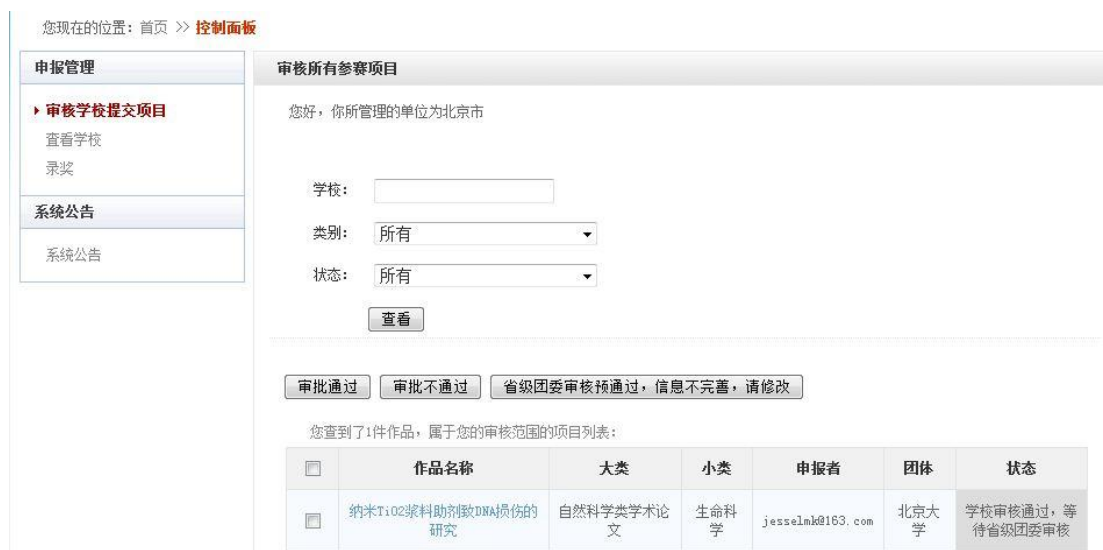 您现在的位置：首页 >> 控制面板
申报管理
审核学校提交项目
查看学校
录奖
系统公告
系统公告
审核所有参赛项目
您好，你所管理的单位为北京市
学校：
类别： 所有
状态： 所有
查看
审批通过 审批不通过 省级团委审核预通过，信息不完善，请修改
您查到了1件作品，属于您的审核范围的项目列表：
作品名称 大类 小类 申报者 团体 状态
纳米TiO2浆料助剂致DNA损伤的 自然科学类学术论 生命科 jesselmk@163.com 北京大 学校审核通过，等
研究 文 学 学 待省级团委审核